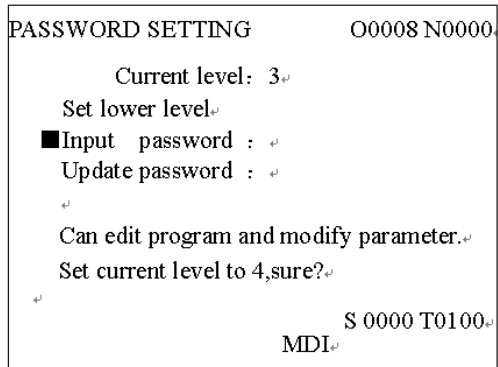 PASSWORD SETTING O0008 N0000
Current level： 3
Set lower level
Input password ：
Update password ：
Can edit program and modify parameter.
Set current level to 4,sure?
S 0000 T0100
MDI